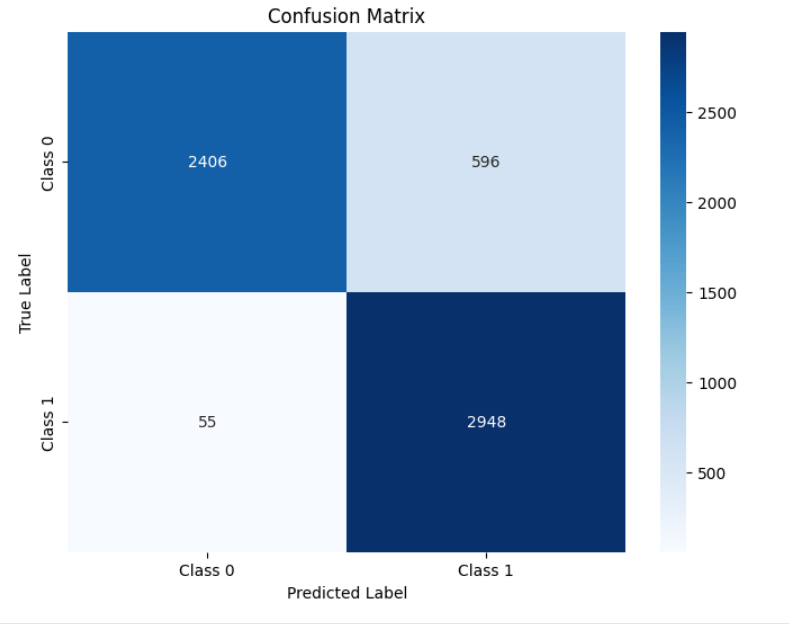 Confusion Matrix
True Label
Class 0
Class 1
2406 596
55 2948
Class 0 Class 1
Predicted Label
2500
2000
1500
1000
500